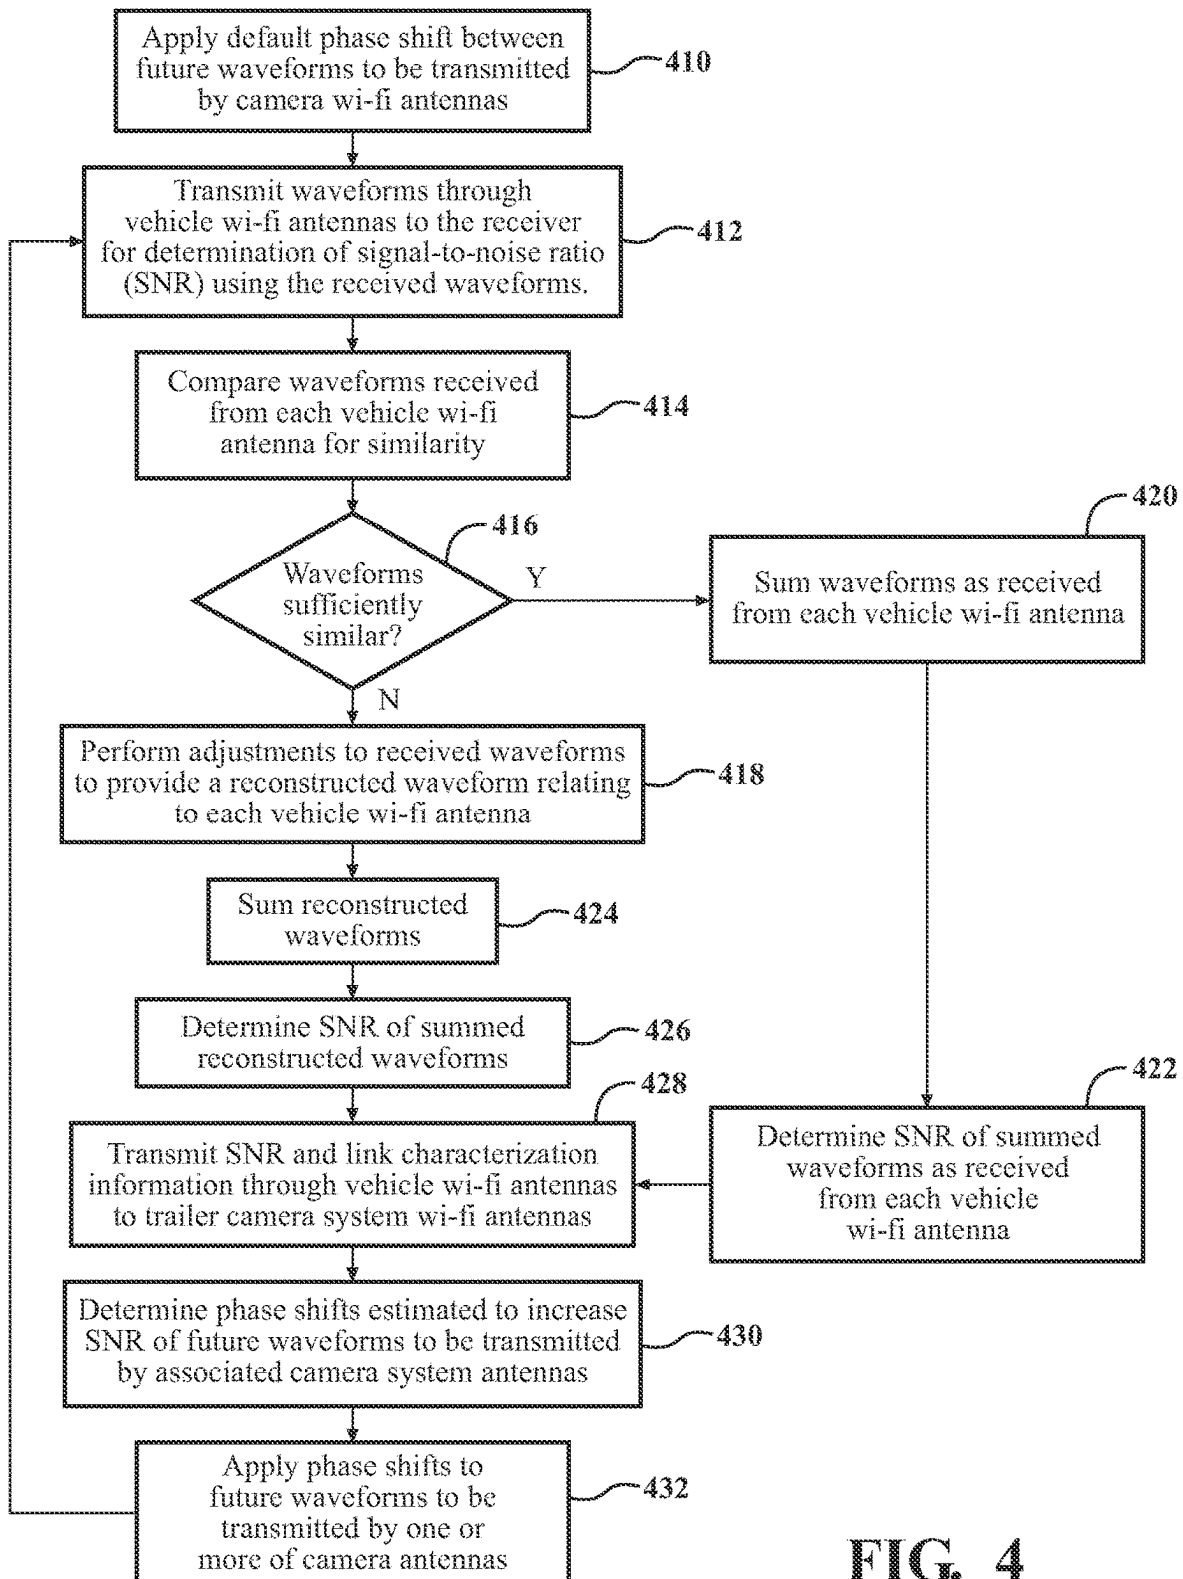 Apply default phase shift between
future waveforms to be transmitted
by camera wi-fi antennas
410
Transmit waveforms through
vehicle wi-fi antennas to the receiver
for determination of signal-to-noise ratio
(SNR) using the received waveforms.
412
Compare waveforms received
from each vehicle wi-fi
antenna for similarity
414
416
Waveforms
sufficiently
similar?
Y
N
420
Sum waveforms as received
from each vehicle wi-fi antenna
Perform adjustments to received waveforms
to provide a reconstructed waveform relating
to each vehicle wi-fi antenna
418
Sum reconstructed
waveforms
424
Determine SNR of summed
reconstructed waveforms
426
422
Determine SNR of summed
waveforms as received
from each vehicle
wi-fi antenna
428
Transmit SNR and link characterization
information through vehicle wi-fi antennas
to trailer camera system wi-fi antennas
Determine phase shifts estimated to increase
SNR of future waveforms to be transmitted
by associated camera system antennas
430
Apply phase shifts to
future waveforms to be
transmitted by one or
more of camera antennas
432
FIG. 4